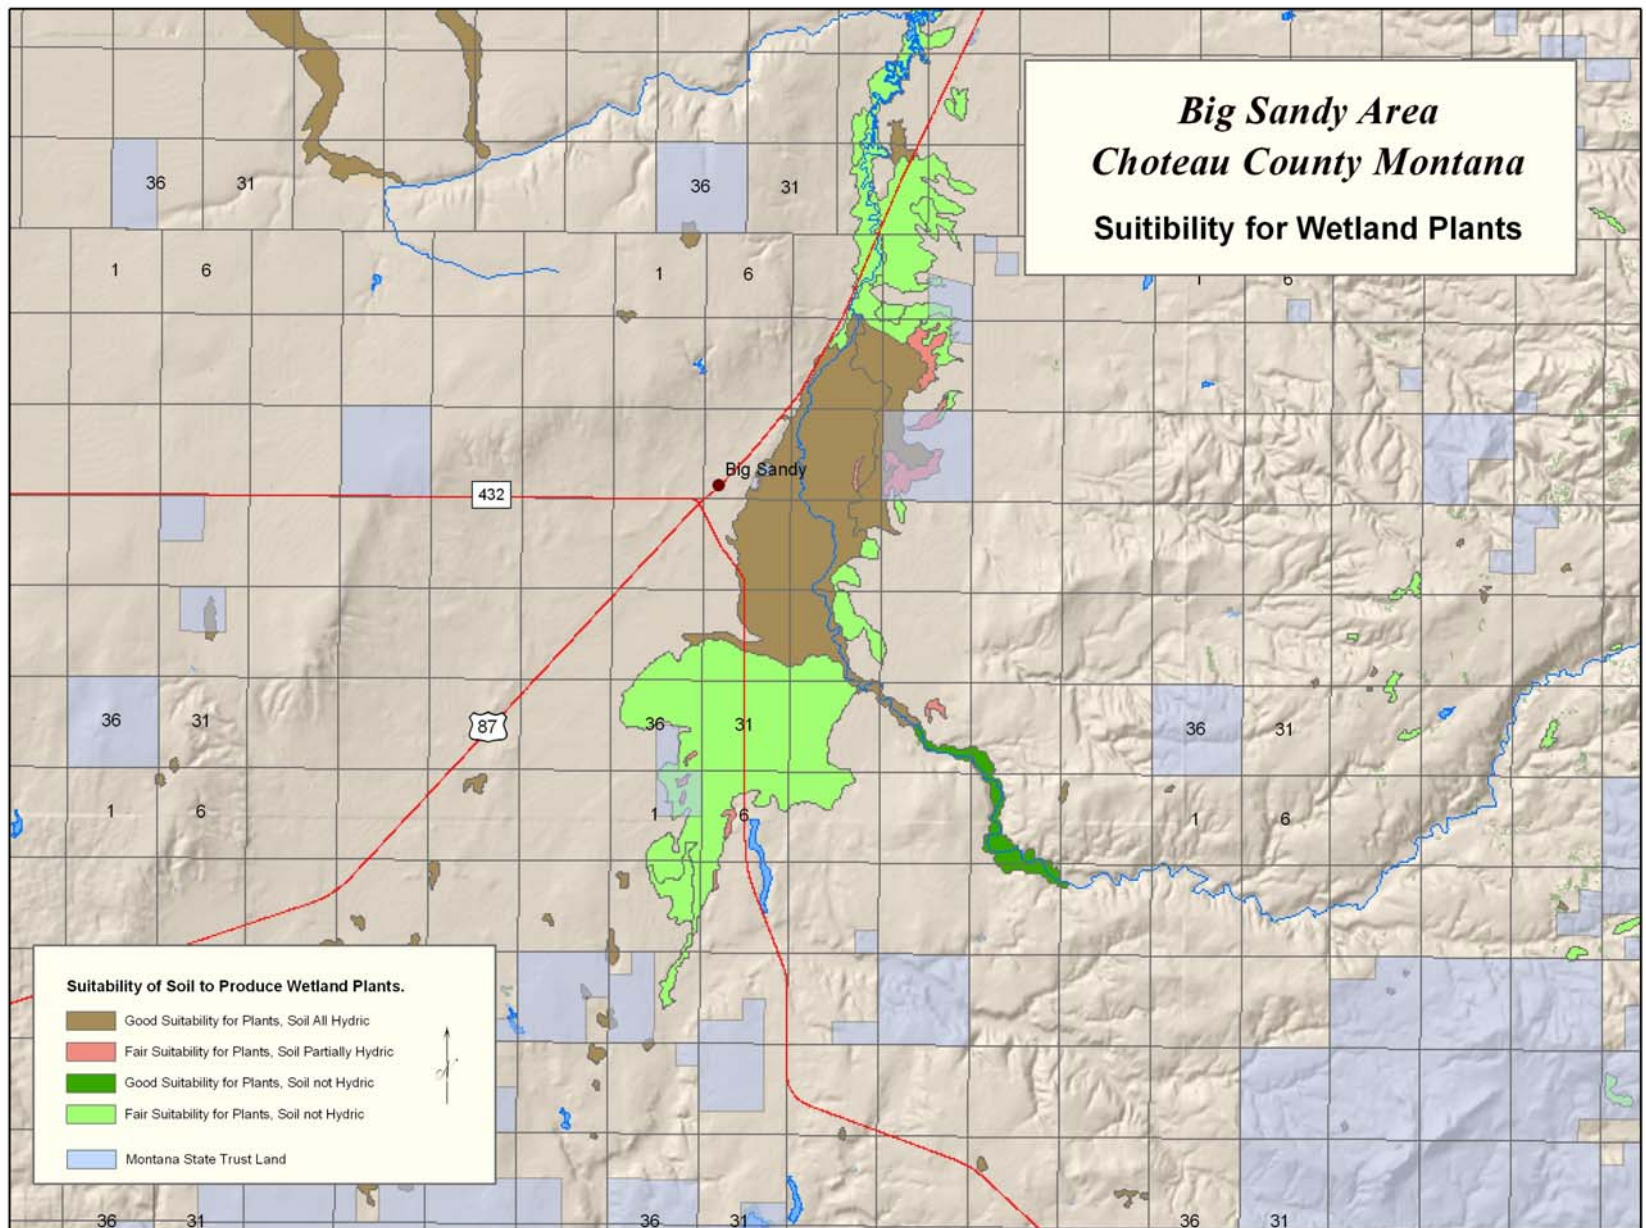 Big Sandy Area
Choteau County Montana
Suitibility for Wetland Plants
36 31 36 31
1 6 1 6 1 6
Big Sandy
432
36 31 36 31 36 31
87
1 6 1 6 1 6
Suitability of Soil to Produce Wetland Plants.
Good Suitability for Plants, Soil All Hydric
Fair Suitability for Plants, Soil Partially Hydric
Good Suitability for Plants, Soil not Hydric
Fair Suitability for Plants, Soil not Hydric
Montana State Trust Land
36 31 36 31 36 31